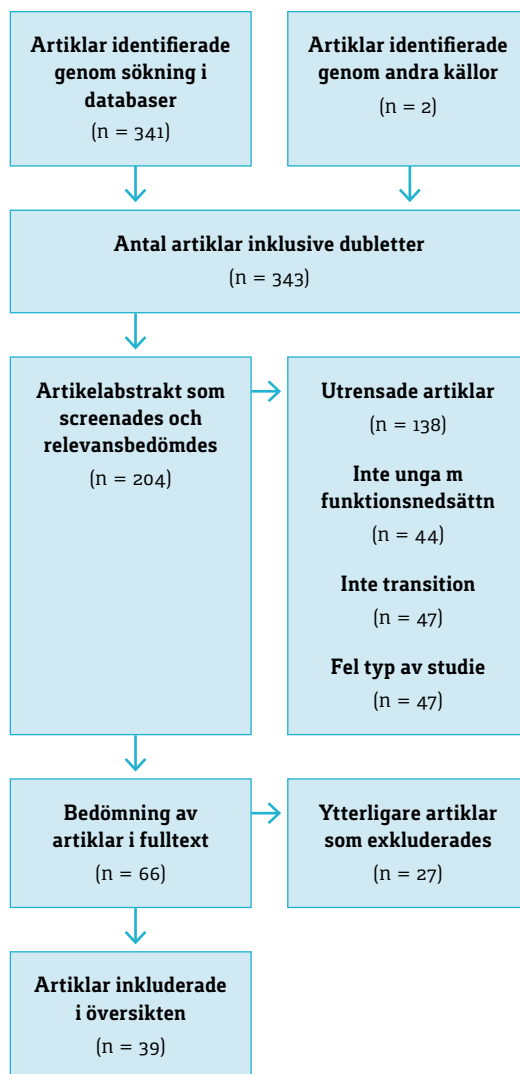 Artiklar identifierade
genom sökning i
databaser
(n = 341)
Artiklar identifierade
genom andra källor
(n = 2)
Antal artiklar inklusive dubletter
(n = 343)
Artikelabstrakt som
screenades och
relevansbedömdes
(n = 204)
Utrensade artiklar
(n = 138)
Inte unga m
funktionsnedsättn
(n = 44)
Inte transition
(n = 47)
Fel typ av studie
(n = 47)
Bedömning av
artiklar i fulltext
(n = 66)
Ytterligare artiklar
som exkluderades
(n = 27)
Artiklar inkluderade
i översikten
(n = 39)